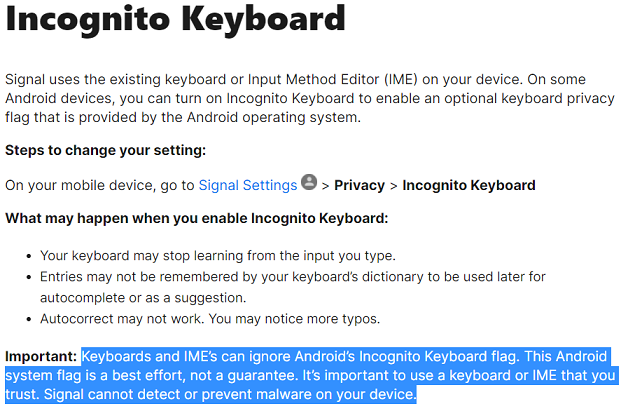 Incognito Keyboard
Signal uses the existing keyboard or Input Method Editor (IME) on your device. On some
Android devices, you can turn on Incognito Keyboard to enable an optional keyboard privacy
flag that is provided by the Android operating system.
Steps to change your setting:
On your mobile device, go to Signal Settings > Privacy > Incognito Keyboard
What may happen when you enable Incognito Keyboard:
• Your keyboard may stop learning from the input you type.
• Entries may not be remembered by your keyboard's dictionary to be used later for
autocomplete or as a suggestion.
• Autocorrect may not work. You may notice more typos.
Important: Keyboards and IME's can ignore Android's Incognito Keyboard flag. This Android
system flag is a best effort, not a guarantee. It's important to use a keyboard or IME that you
trust. Signal cannot detect or prevent malware on your device.